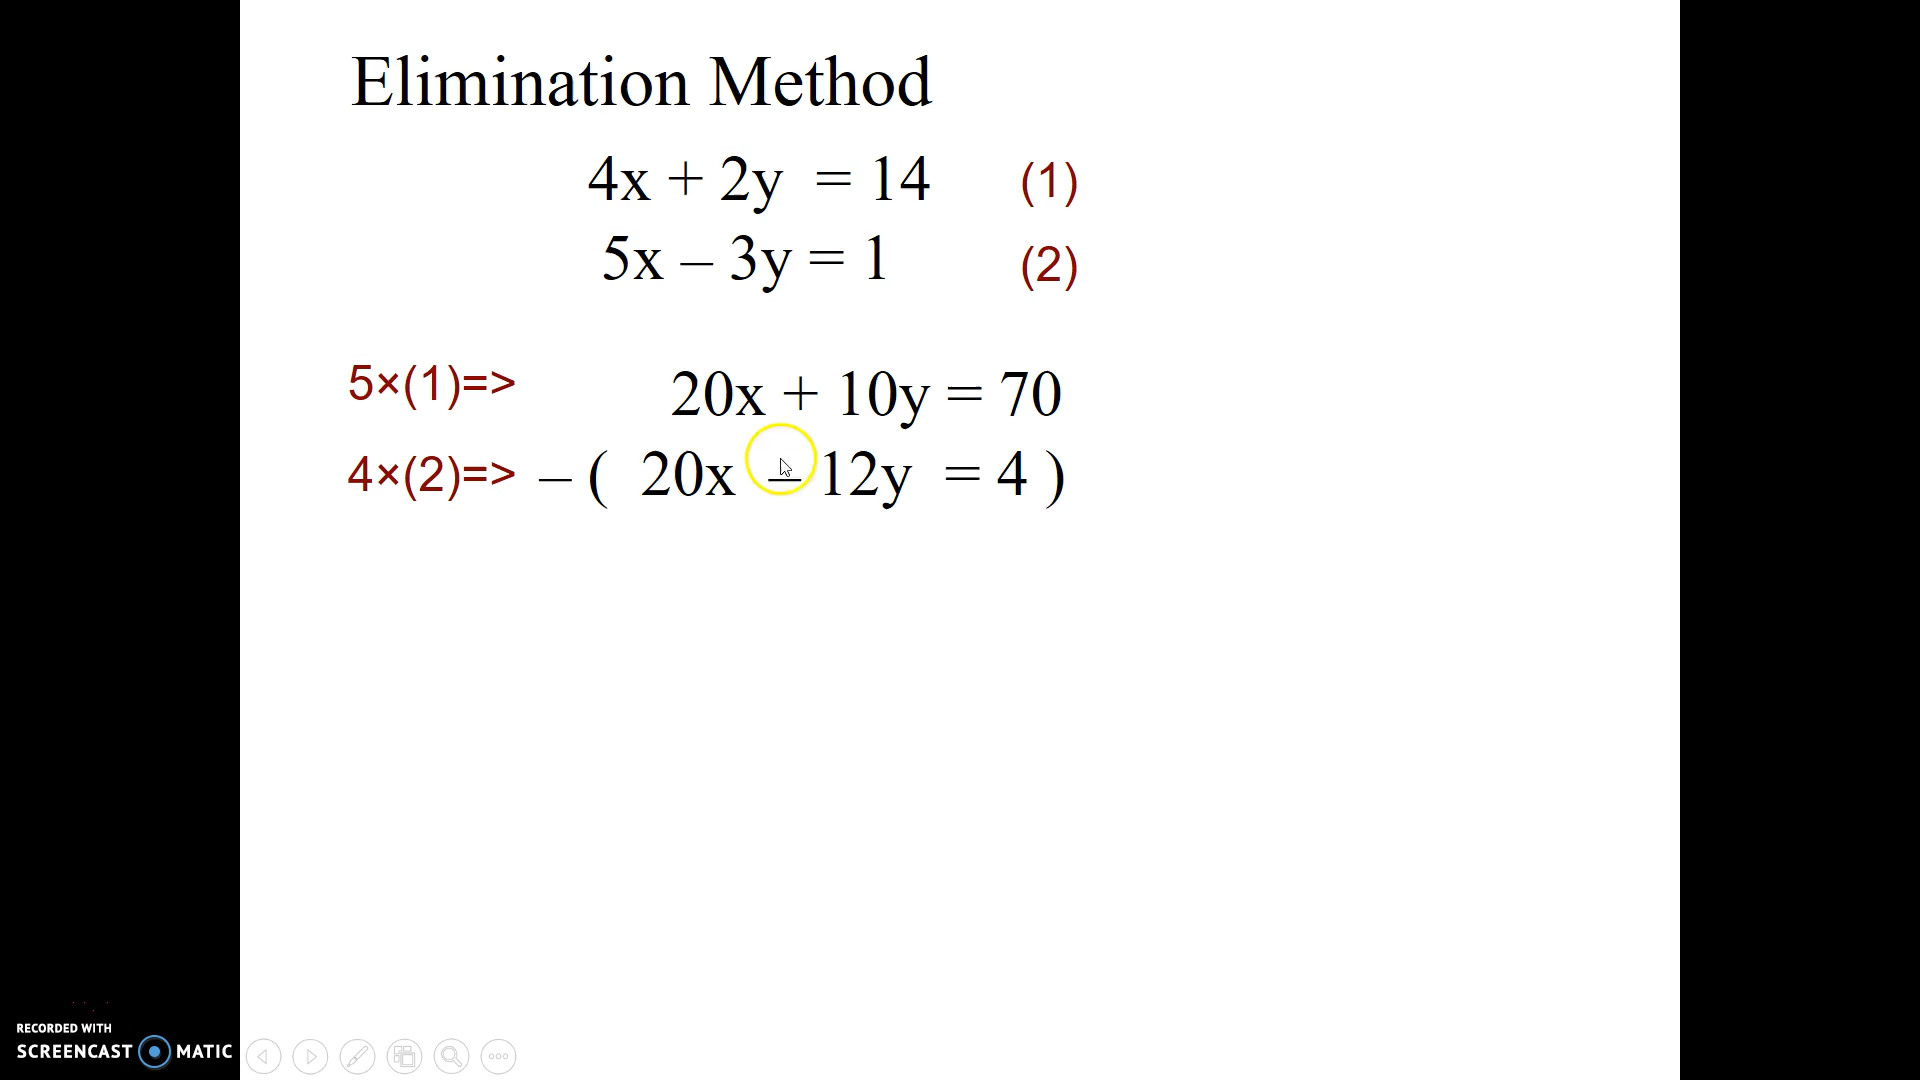 Elimination Method
4x + 2y = 14 (1)
5x – 3y = 1 (2)
5×(1)=> 20x + 10y = 70
4×(2)=> – ( 20x – 12y = 4 )
RECORDED WITH
SCREENCAST MATIC